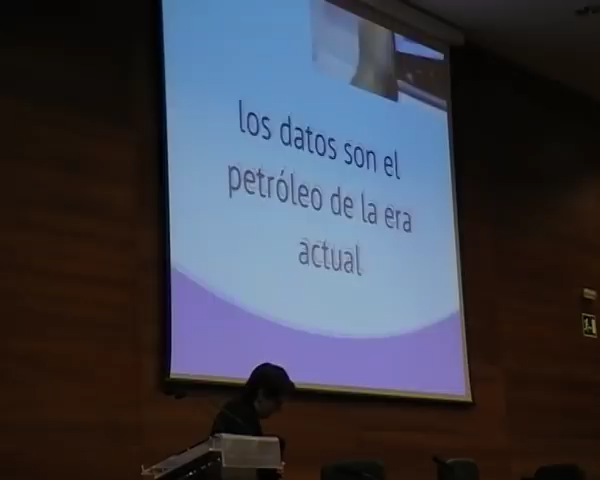 los datos son el
petróleo de la era
actual